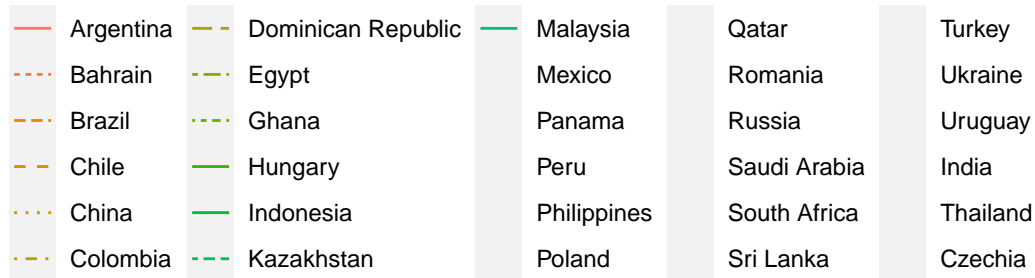 Argentina
Bahrain
Brazil
Chile
China
Colombia
Dominican Republic
Egypt
Ghana
Hungary
Indonesia
Kazakhstan
Malaysia
Mexico
Panama
Peru
Philippines
Poland
Qatar
Romania
Russia
Saudi Arabia
South Africa
Sri Lanka
Turkey
Ukraine
Uruguay
India
Thailand
Czechia